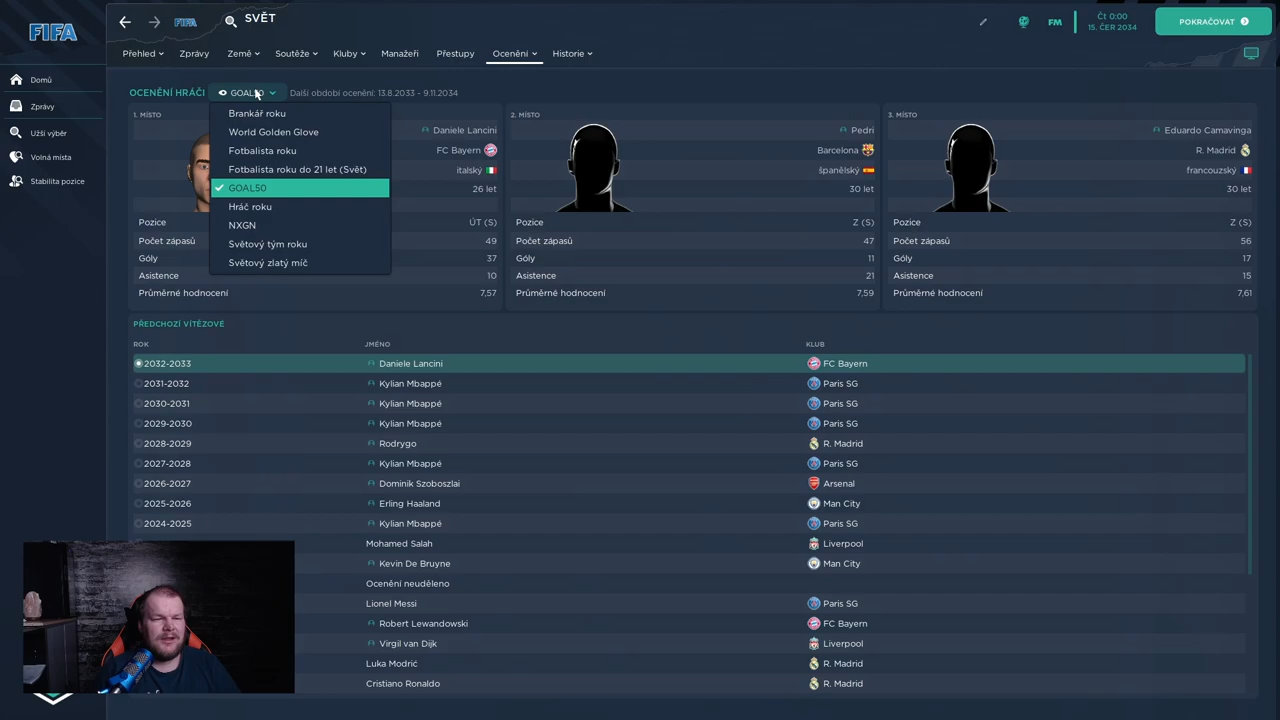 FIFA
FIFA
SVĚT
FM
Čt 0:00
15. ČER 2034
POKRAČOVAT
Přehled
Zprávy
Země
Soutěže
Kluby
Manažeři
Přestupy
Ocenění
Historie
Domů
Zprávy
Užší výběr
Volná místa
Stabilita pozice
OCENĚNÍ HRÁČI
GOAL50
Další období ocenění: 13.8.2033 - 9.11.2034
Brankář roku
World Golden Glove
Fotbalista roku
Fotbalista roku do 21 let (Svět)
GOAL50
Hráč roku
NXGN
Světový tým roku
Světový zlatý míč
1. MÍSTO
Daniele Lancini
FC Bayern
italský
26 let
Pozice ÚT (S)
Počet zápasů 49
Góly 37
Asistence 10
Průměrné hodnocení 7,57
2. MÍSTO
Pedri
Barcelona
španělský
30 let
Pozice Z (S)
Počet zápasů 47
Góly 11
Asistence 21
Průměrné hodnocení 7,59
3. MÍSTO
Eduardo Camavinga
R. Madrid
francouzský
30 let
Pozice Z (S)
Počet zápasů 56
Góly 17
Asistence 15
Průměrné hodnocení 7,61
PŘEDCHOZÍ VÍTĚZOVÉ
ROK JMÉNO KLUB
2032-2033 Daniele Lancini FC Bayern
2031-2032 Kylian Mbappé Paris SG
2030-2031 Kylian Mbappé Paris SG
2029-2030 Kylian Mbappé Paris SG
2028-2029 Rodrygo R. Madrid
2027-2028 Kylian Mbappé Paris SG
2026-2027 Dominik Szoboszlai Arsenal
2025-2026 Erling Haaland Man City
2024-2025 Kylian Mbappé Paris SG
Mohamed Salah Liverpool
Kevin De Bruyne Man City
Ocenění neuděleno
Lionel Messi Paris SG
Robert Lewandowski FC Bayern
Virgil van Dijk Liverpool
Luka Modrić R. Madrid
Cristiano Ronaldo R. Madrid